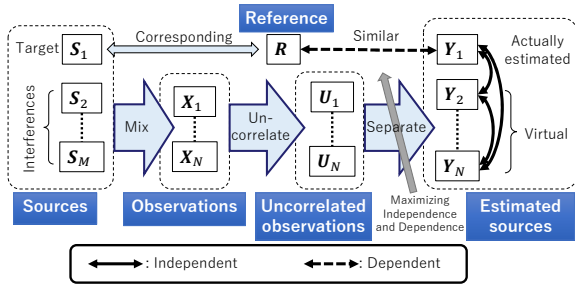 Reference
Target
S1
Corresponding
R
Similar
Y1
Actually
estimated
Interferences
S2
SM
Mix
X1
XN
Un-
correlate
U1
UN
Separate
Y2
YN
Virtual
Maximizing
Independence
and Dependence
Sources
Observations
Uncorrelated
observations
Estimated
sources
: Independent
: Dependent